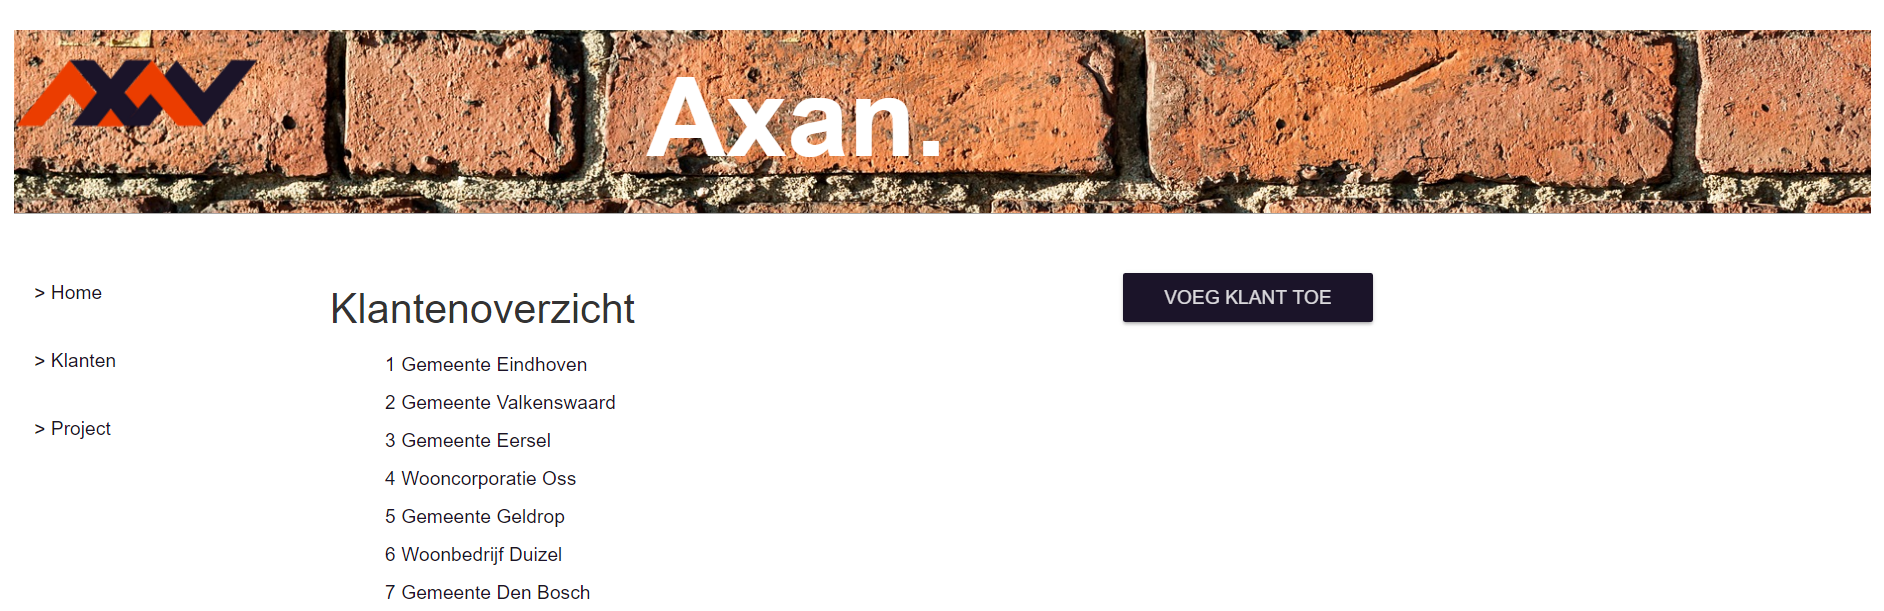 Axan.
> Home
> Klanten
> Project
Klantenoverzicht
1 Gemeente Eindhoven
2 Gemeente Valkenswaard
3 Gemeente Eersel
4 Wooncorporatie Oss
5 Gemeente Geldrop
6 Woonbedrijf Duizel
7 Gemeente Den Bosch
VOEG KLANT TOE